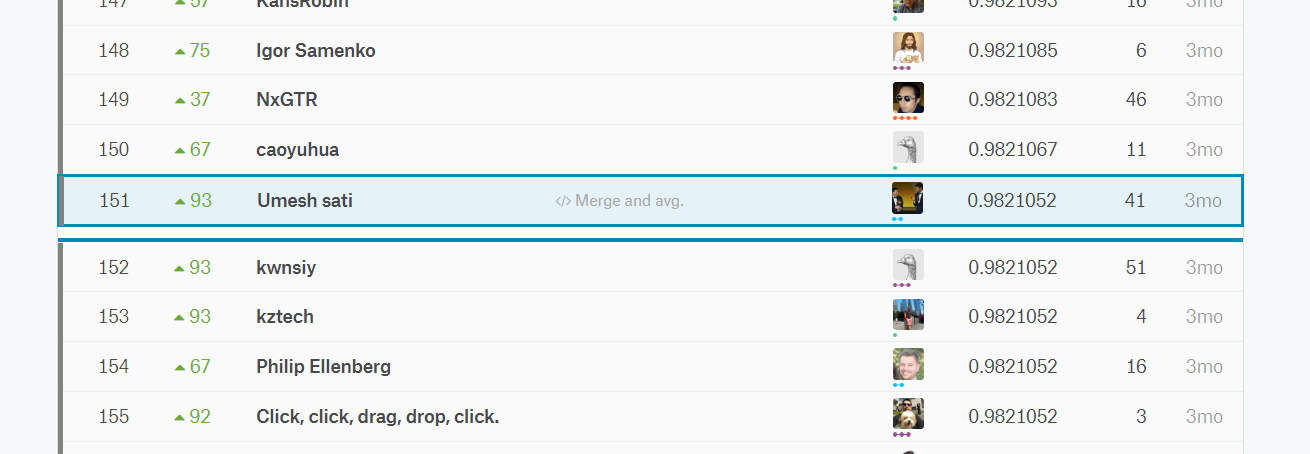 147 57 KansRobin 0.9821093 16 3mo
148 75 Igor Samenko 0.9821085 6 3mo
149 37 NxGTR 0.9821083 46 3mo
150 67 caoyuhua 0.9821067 11 3mo
151 93 Umesh sati </> Merge and avg. 0.9821052 41 3mo
152 93 kwnsiy 0.9821052 51 3mo
153 93 kztech 0.9821052 4 3mo
154 67 Philip Ellenberg 0.9821052 16 3mo
155 92 Click, click, drag, drop, click. 0.9821052 3 3mo